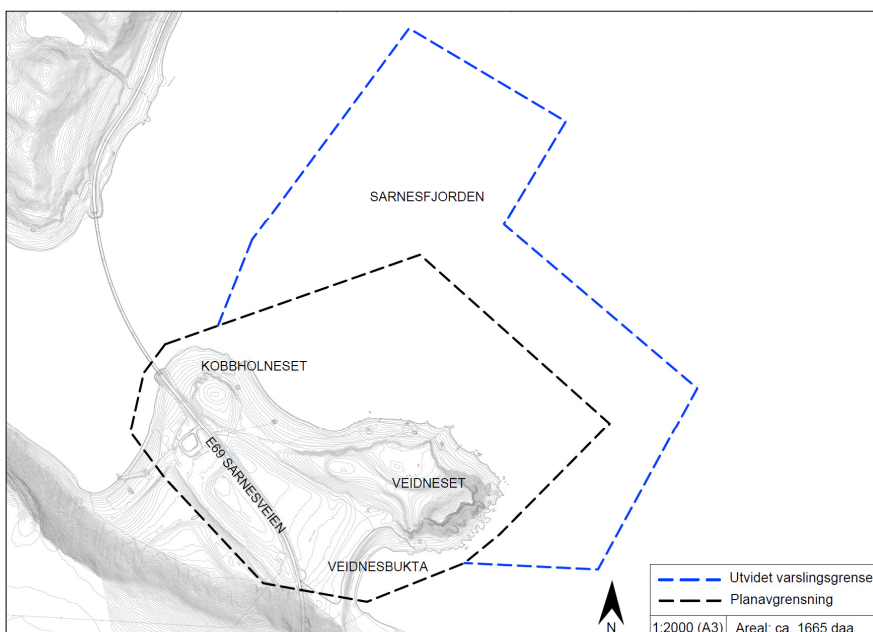 SARNESFJORDEN
KOBBHOLNESET
E69 SARNESVEIEN
VEIDNESET
VEIDNESBUKTA
Utvidet varslingsgrense
Planavgrensning
N
1:2000 (A3)
Areal: ca. 1665 daa